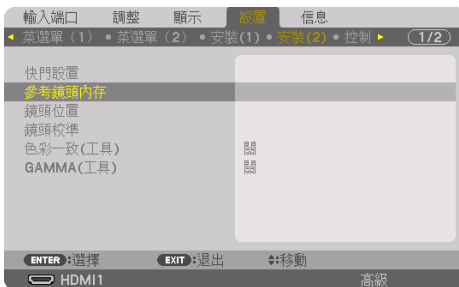 輸入端口 調整 顯示 設置 信息
菜選單（1） 菜選單（2） 安裝(1) 安裝(2) 控制 1/2
快門設置
參考鏡頭內存
鏡頭位置
鏡頭校準
色彩一致(工具) 關
GAMMA(工具) 關
ENTER:選擇 EXIT:退出 :移動
HDMI1 高級